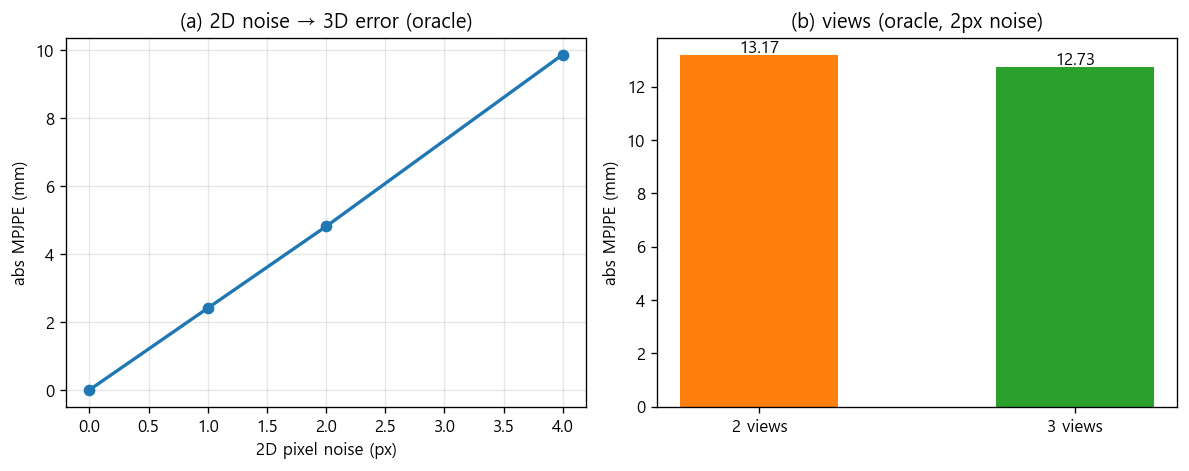 (a) 2D noise → 3D error (oracle)
abs MPJPE (mm)
10
8
6
4
2
0
0.0 0.5 1.0 1.5 2.0 2.5 3.0 3.5 4.0
2D pixel noise (px)
(b) views (oracle, 2px noise)
abs MPJPE (mm)
12
10
8
6
4
2
0
13.17
12.73
2 views 3 views